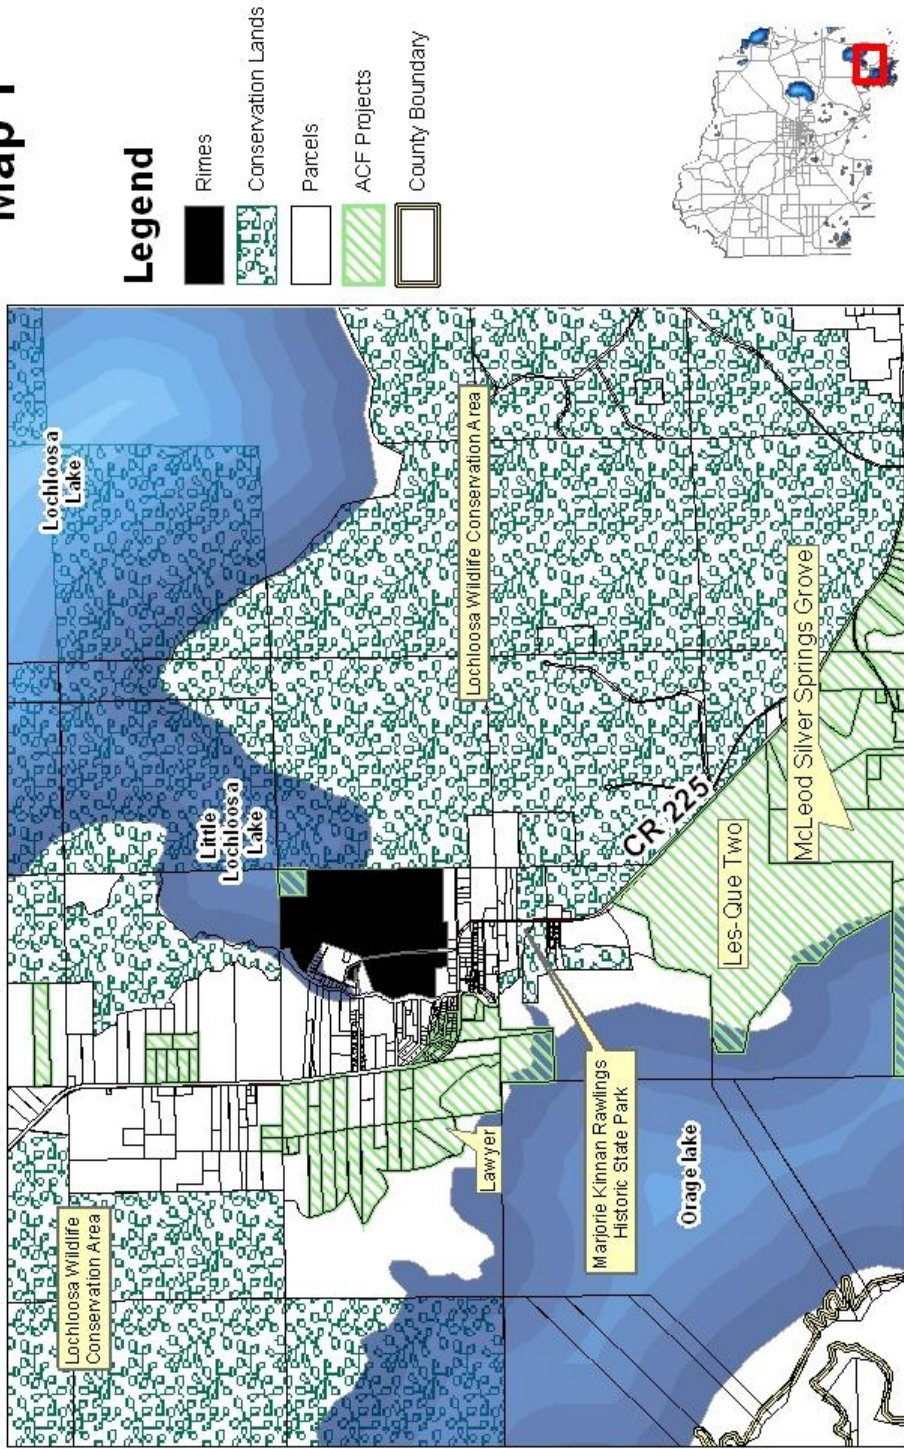 Map 1
Legend
Rimes
Conservation Lands
Parcels
ACF Projects
County Boundary
Lochloosa
Lake
Little
Lochloosa
Lake
Lochloosa Wildlife
Conservation Area
Lochloosa Wildlife Conservation Area
CR 225
McLeod Silver Springs Grove
Les-Que Two
Lawyer
Marjorie Kinnan Rawlings
Historic State Park
Orage lake